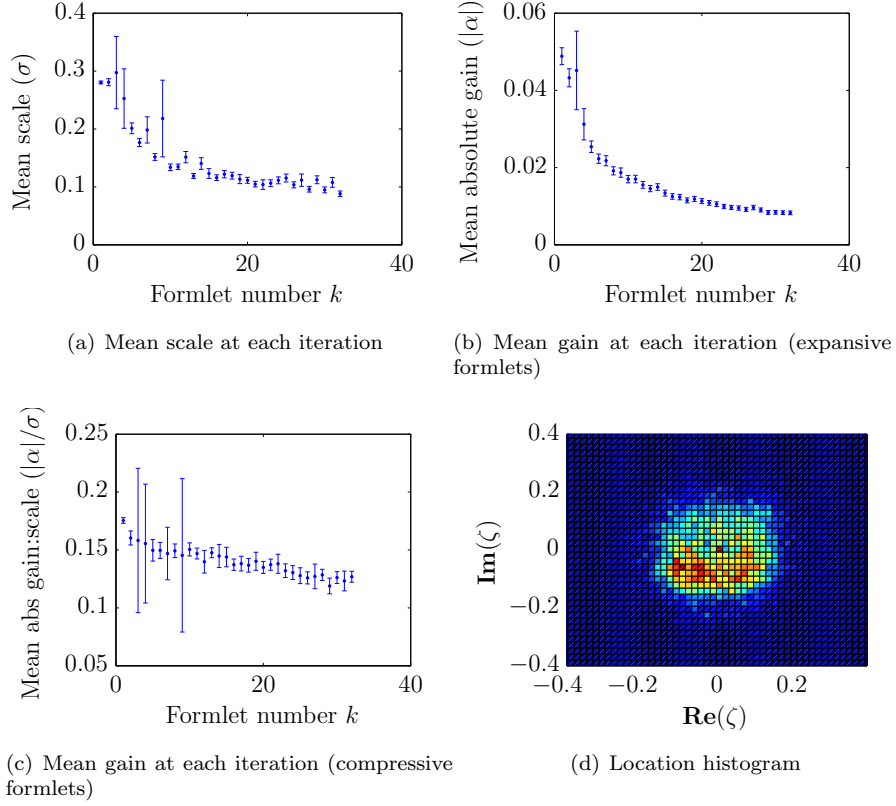 0.4
0.3
0.2
0.1
0
0
20
40
Mean scale (σ)
Formlet number k
(a) Mean scale at each iteration
0.06
0.04
0.02
0
0
20
40
Mean absolute gain (|α|)
Formlet number k
(b) Mean gain at each iteration (expansive
formlets)
0.25
0.2
0.15
0.1
0.05
0
20
40
Mean abs gain:scale (|α|/σ)
Formlet number k
(c) Mean gain at each iteration (compressive
formlets)
0.4
0.2
0
−0.2
−0.4
−0.4
−0.2
0
0.2
Im(ζ)
Re(ζ)
(d) Location histogram